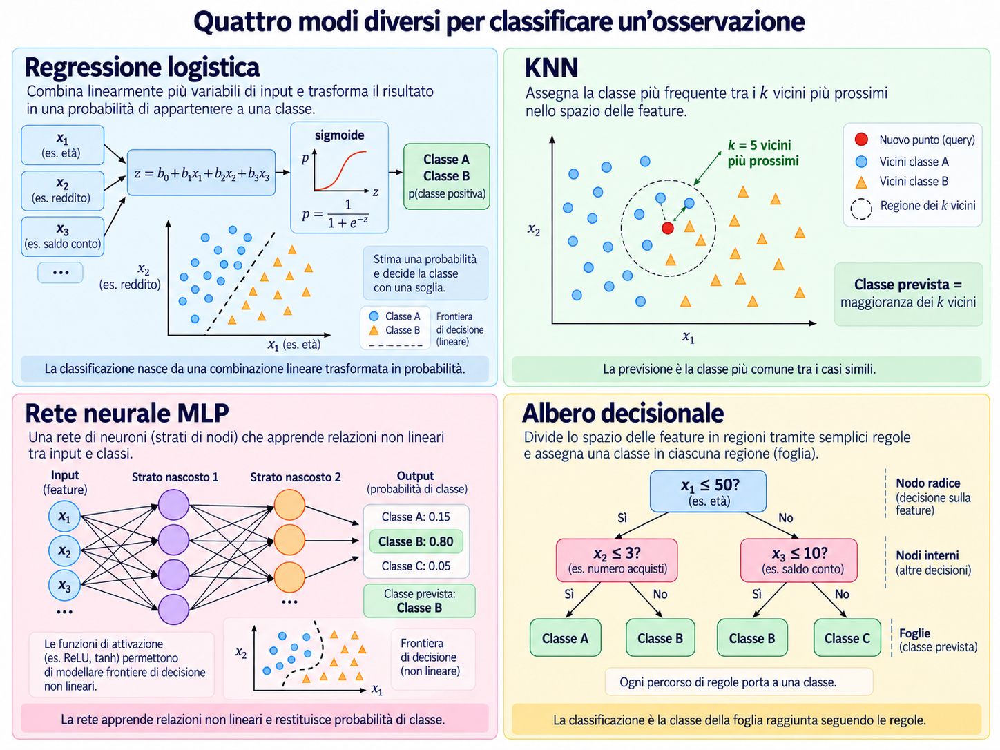 Quattro modi diversi per classificare un'osservazione
Regressione logistica
Combina linearmente più variabili di input e trasforma il risultato
in una probabilità di appartenere a una classe.
x₁
(es. età)
x₂
(es. reddito)
x₃
(es. saldo conto)
...
z = b₀+b₁x₁+b₂x₂+b₃x₃
sigmoide
p
z
p = 1 / (1 + e^{-z})
Classe A
Classe B
p(classe positiva)
x₂
(es. reddito)
x₁ (es. età)
Stima una probabilità
e decide la classe
con una soglia.
Classe A
Classe B
Frontiera
di decisione
(lineare)
La classificazione nasce da una combinazione lineare trasformata in probabilità.
KNN
Assegna la classe più frequente tra i k vicini più prossimi
nello spazio delle feature.
k = 5 vicini
più prossimi
x₂
x₁
Nuovo punto (query)
Vicini classe A
Vicini classe B
Regione dei k vicini
Classe prevista =
maggioranza dei k vicini
La previsione è la classe più comune tra i casi simili.
Rete neurale MLP
Una rete di neuroni (strati di nodi) che apprende relazioni non lineari
tra input e classi.
Input
(feature)
Strato nascosto 1
Strato nascosto 2
Output
(probabilità di classe)
x₁
x₂
x₃
...
...
Classe A: 0.15
Classe B: 0.80
Classe C: 0.05
Classe prevista:
Classe B
Le funzioni di attivazione
(es. ReLU, tanh) permettono
di modellare frontiere di decisione
non lineari.
x₂
x₁
Frontiera
di decisione
(non lineare)
La rete apprende relazioni non lineari e restituisce probabilità di classe.
Albero decisionale
Divide lo spazio delle feature in regioni tramite semplici regole
e assegna una classe in ciascuna regione (foglia).
x₁ ≤ 50?
(es. età)
Sì
No
x₂ ≤ 3?
(es. numero acquisti)
x₃ ≤ 10?
(es. saldo conto)
Sì
No
Sì
No
Classe A
Classe B
Classe B
Classe C
Nodo radice
(decisione sulla
feature)
Nodi interni
(altre decisioni)
Foglie
(classe prevista)
Ogni percorso di regole porta a una classe.
La classificazione è la classe della foglia raggiunta seguendo le regole.